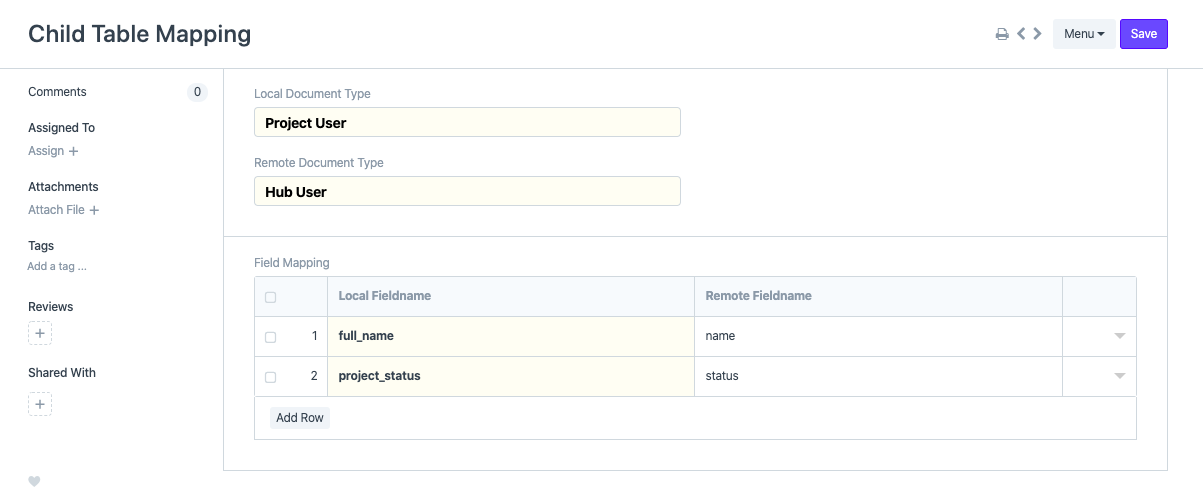 Child Table Mapping
Menu
Save
Comments 0
Assigned To
Assign +
Attachments
Attach File +
Tags
Add a tag ...
Reviews
+
Shared With
+
Local Document Type
Project User
Remote Document Type
Hub User
Field Mapping
Local Fieldname Remote Fieldname
1 full_name name
2 project_status status
Add Row